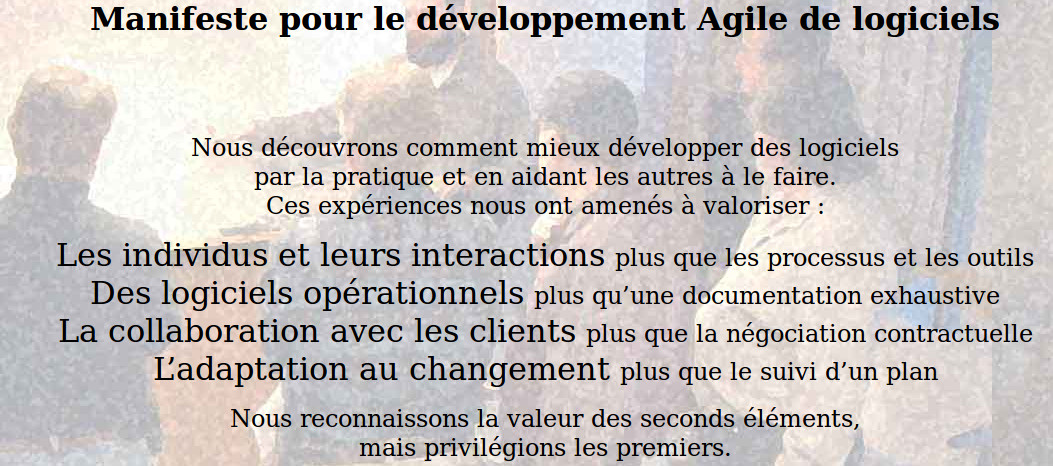 Manifeste pour le développement Agile de logiciels
Nous découvrons comment mieux développer des logiciels
par la pratique et en aidant les autres à le faire.
Ces expériences nous ont amenés à valoriser :
Les individus et leurs interactions plus que les processus et les outils
Des logiciels opérationnels plus qu’une documentation exhaustive
La collaboration avec les clients plus que la négociation contractuelle
L’adaptation au changement plus que le suivi d’un plan
Nous reconnaissons la valeur des seconds éléments,
mais privilégions les premiers.